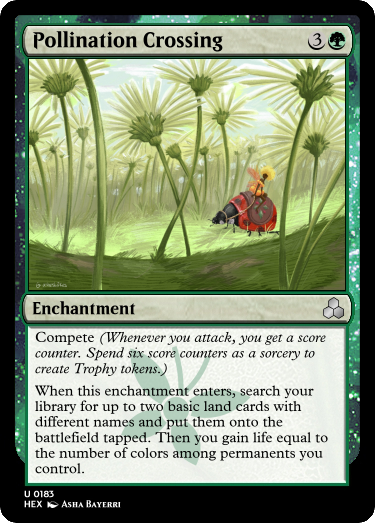 Pollination Crossing 3
Enchantment
Compete (Whenever you attack, you get a score
counter. Spend six score counters as a sorcery to
create Trophy tokens.)
When this enchantment enters, search your
library for up to two basic land cards with
different names and put them onto the
battlefield tapped. Then you gain life equal to
the number of colors among permanents you
control.
U 0183
HEX Asha Bayerri